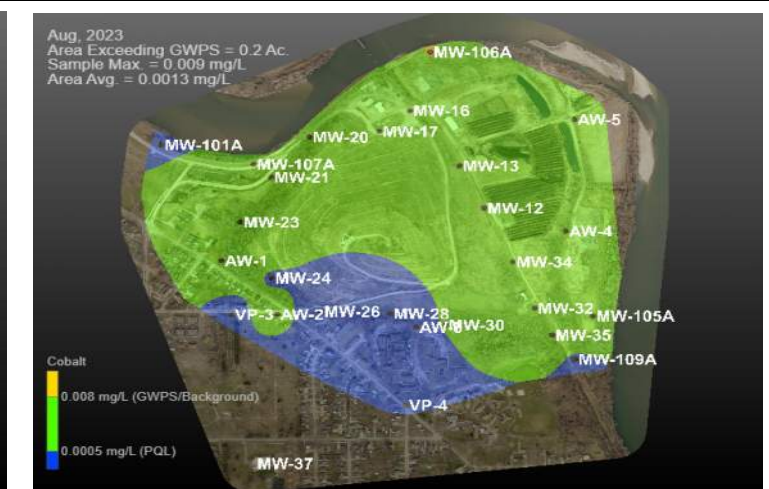 Aug, 2023
Area Exceeding GWPS = 0.2 Ac.
Sample Max. = 0.009 mg/L
Area Avg. = 0.0013 mg/L
MW-106A
MW-16
AW-5
MW-17
MW-20
MW-101A
MW-107A
MW-13
MW-21
MW-12
MW-23
AW-4
AW-1
MW-34
MW-24
MW-32
VP-3
AW-2
MW-26
MW-28
MW-105A
MW-30
MW-35
MW-109A
Cobalt
0.008 mg/L (GWPS/Background)
VP-4
0.0005 mg/L (PQL)
MW-37